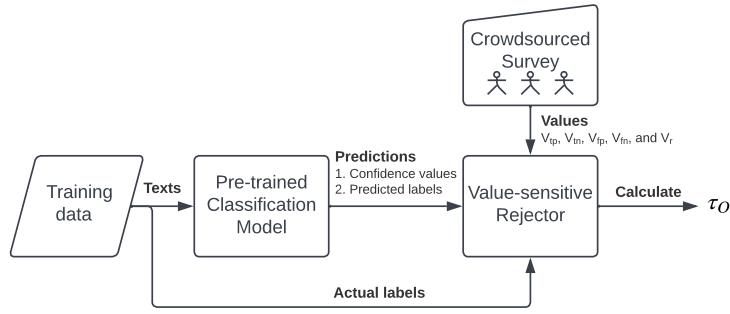 Crowdsourced
Survey
Values
Vtp, Vtn, Vfp, Vfn, and Vr
Predictions
1. Confidence values
2. Predicted labels
Training
data
Texts
Pre-trained
Classification
Model
Value-sensitive
Rejector
Calculate
τO
Actual labels